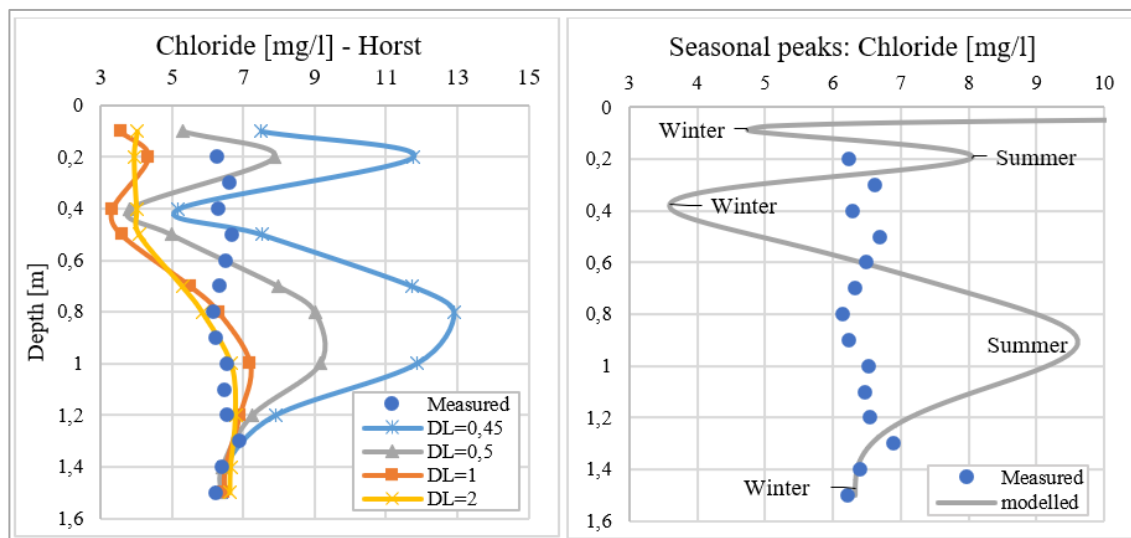 Chloride [mg/l] - Horst
3 5 7 9 11 13 15
0
0,2
0,4
0,6
0,8
1
1,2
1,4
1,6
Depth [m]
Measured
DL=0,45
DL=0,5
DL=1
DL=2
Seasonal peaks: Chloride [mg/l]
3 4 5 6 7 8 9 10
0
Winter
0,2
Summer
0,4
Winter
0,6
0,8
Summer
1
1,2
1,4
Winter
1,6
Measured
modelled